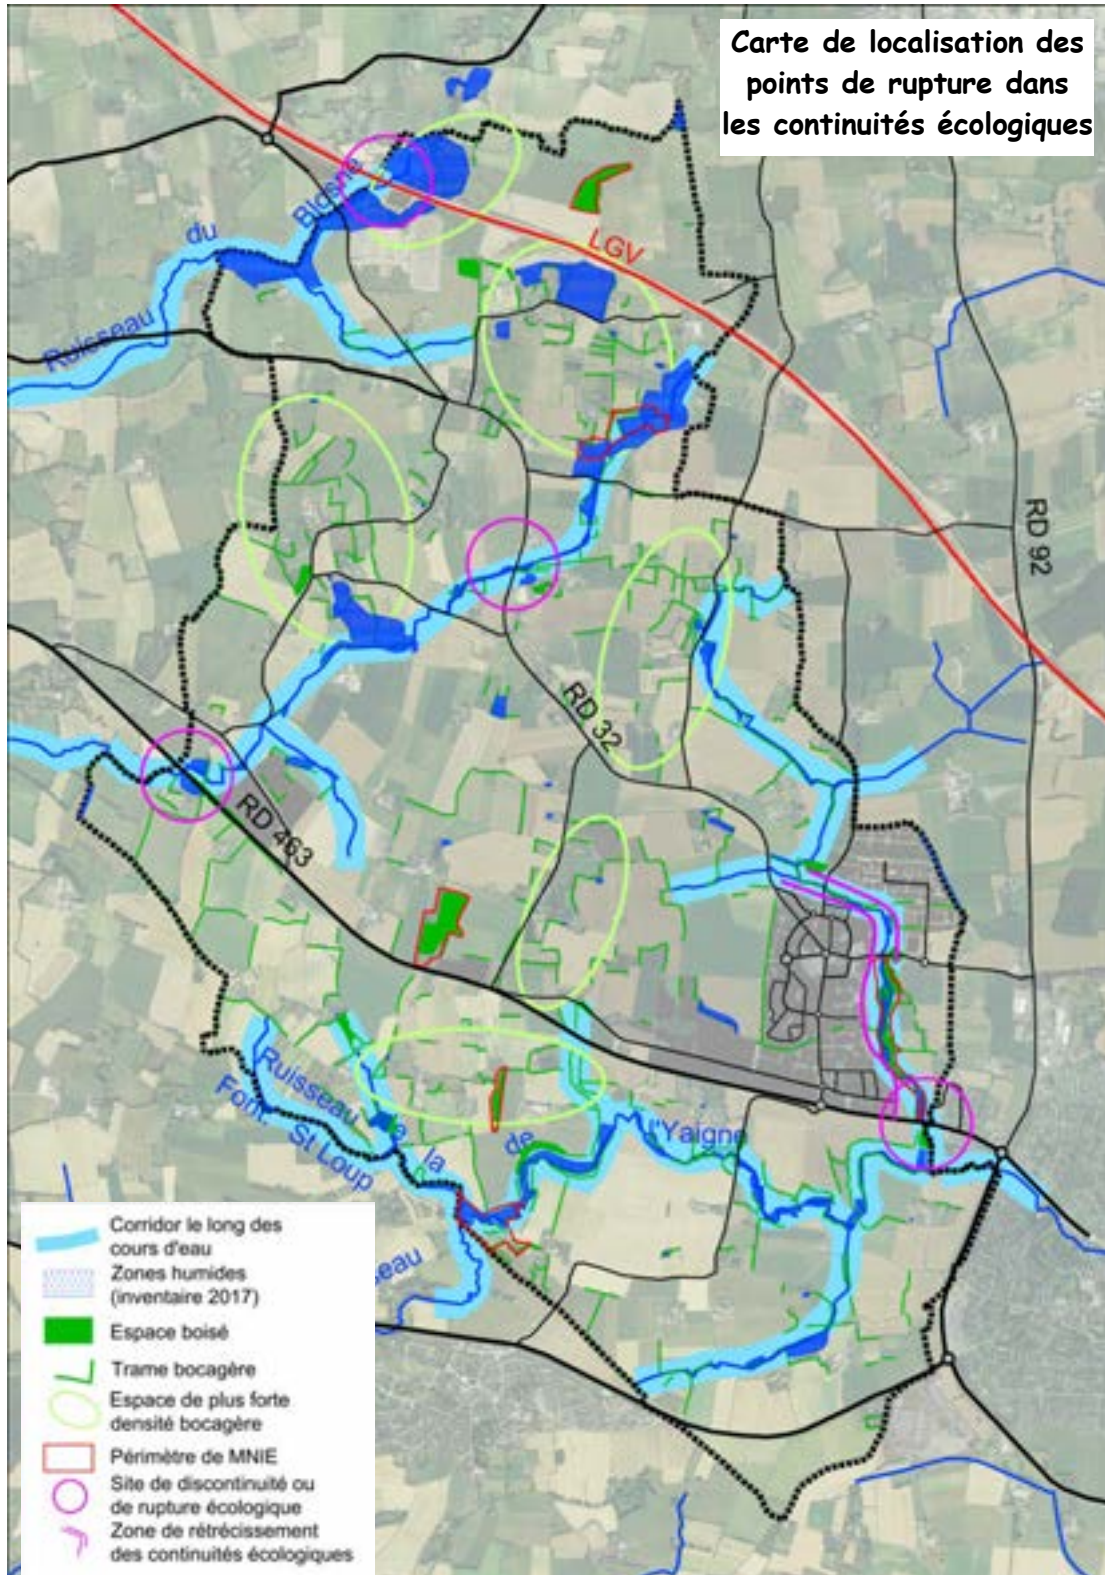 Carte de localisation des
points de rupture dans
les continuités écologiques
Ruisseau du Blosne
LGV
RD 92
RD 32
RD 463
Ruisseau de la
Font. St Loup
de l'Yaigne
Corridor le long des
cours d'eau
Zones humides
(inventaire 2017)
Espace boisé
Trame bocagère
Espace de plus forte
densité bocagère
Périmètre de MNIE
Site de discontinuité ou
de rupture écologique
Zone de rétrécissement
des continuités écologiques